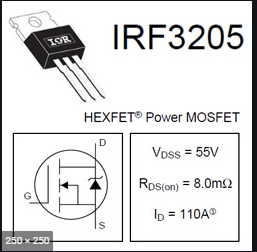 IOR
IRF3205
HEXFET® Power MOSFET
D
G
S
VDSS = 55V
RDS(on) = 8.0mΩ
ID = 110A⑤
250 × 250